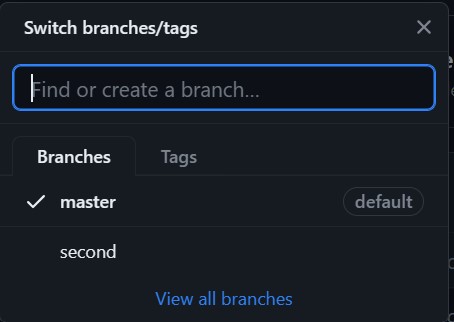 Switch branches/tags
Find or create a branch...
Branches Tags
master default
second
View all branches